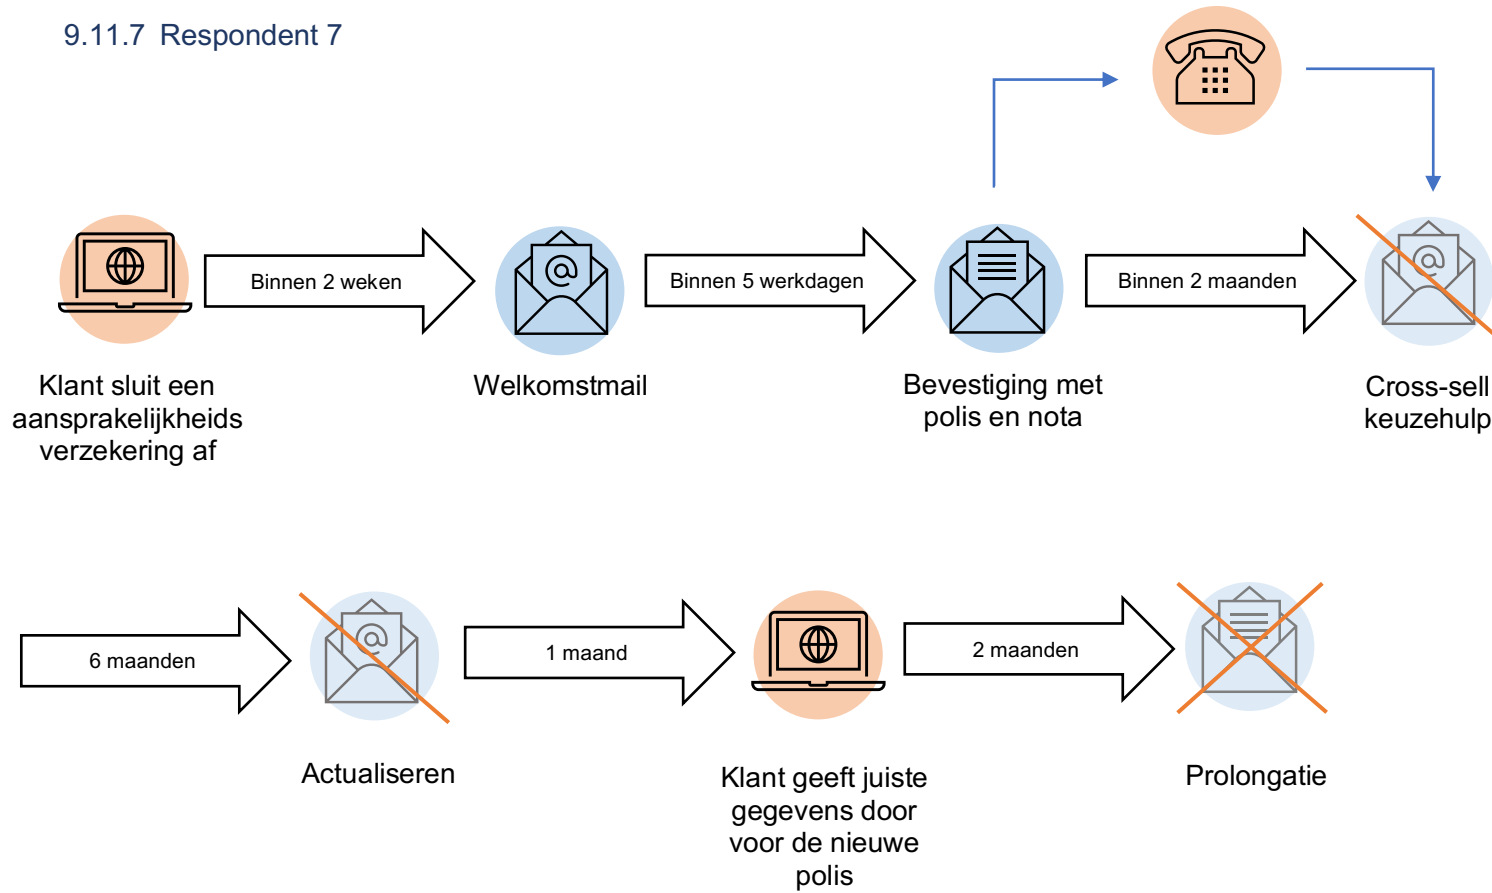 9.11.7 Respondent 7
Binnen 2 weken
Binnen 5 werkdagen
Binnen 2 maanden
Klant sluit een
aansprakelijkheids
verzekering af
Welkomstmail
Bevestiging met
polis en nota
Cross-sell
keuzehulp
6 maanden
1 maand
2 maanden
Actualiseren
Klant geeft juiste
gegevens door
voor de nieuwe
polis
Prolongatie